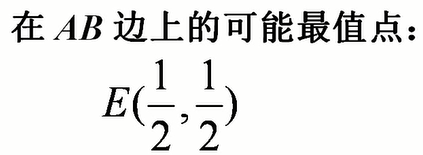 在 AB 边上的可能最值点：
E(1/2, 1/2)